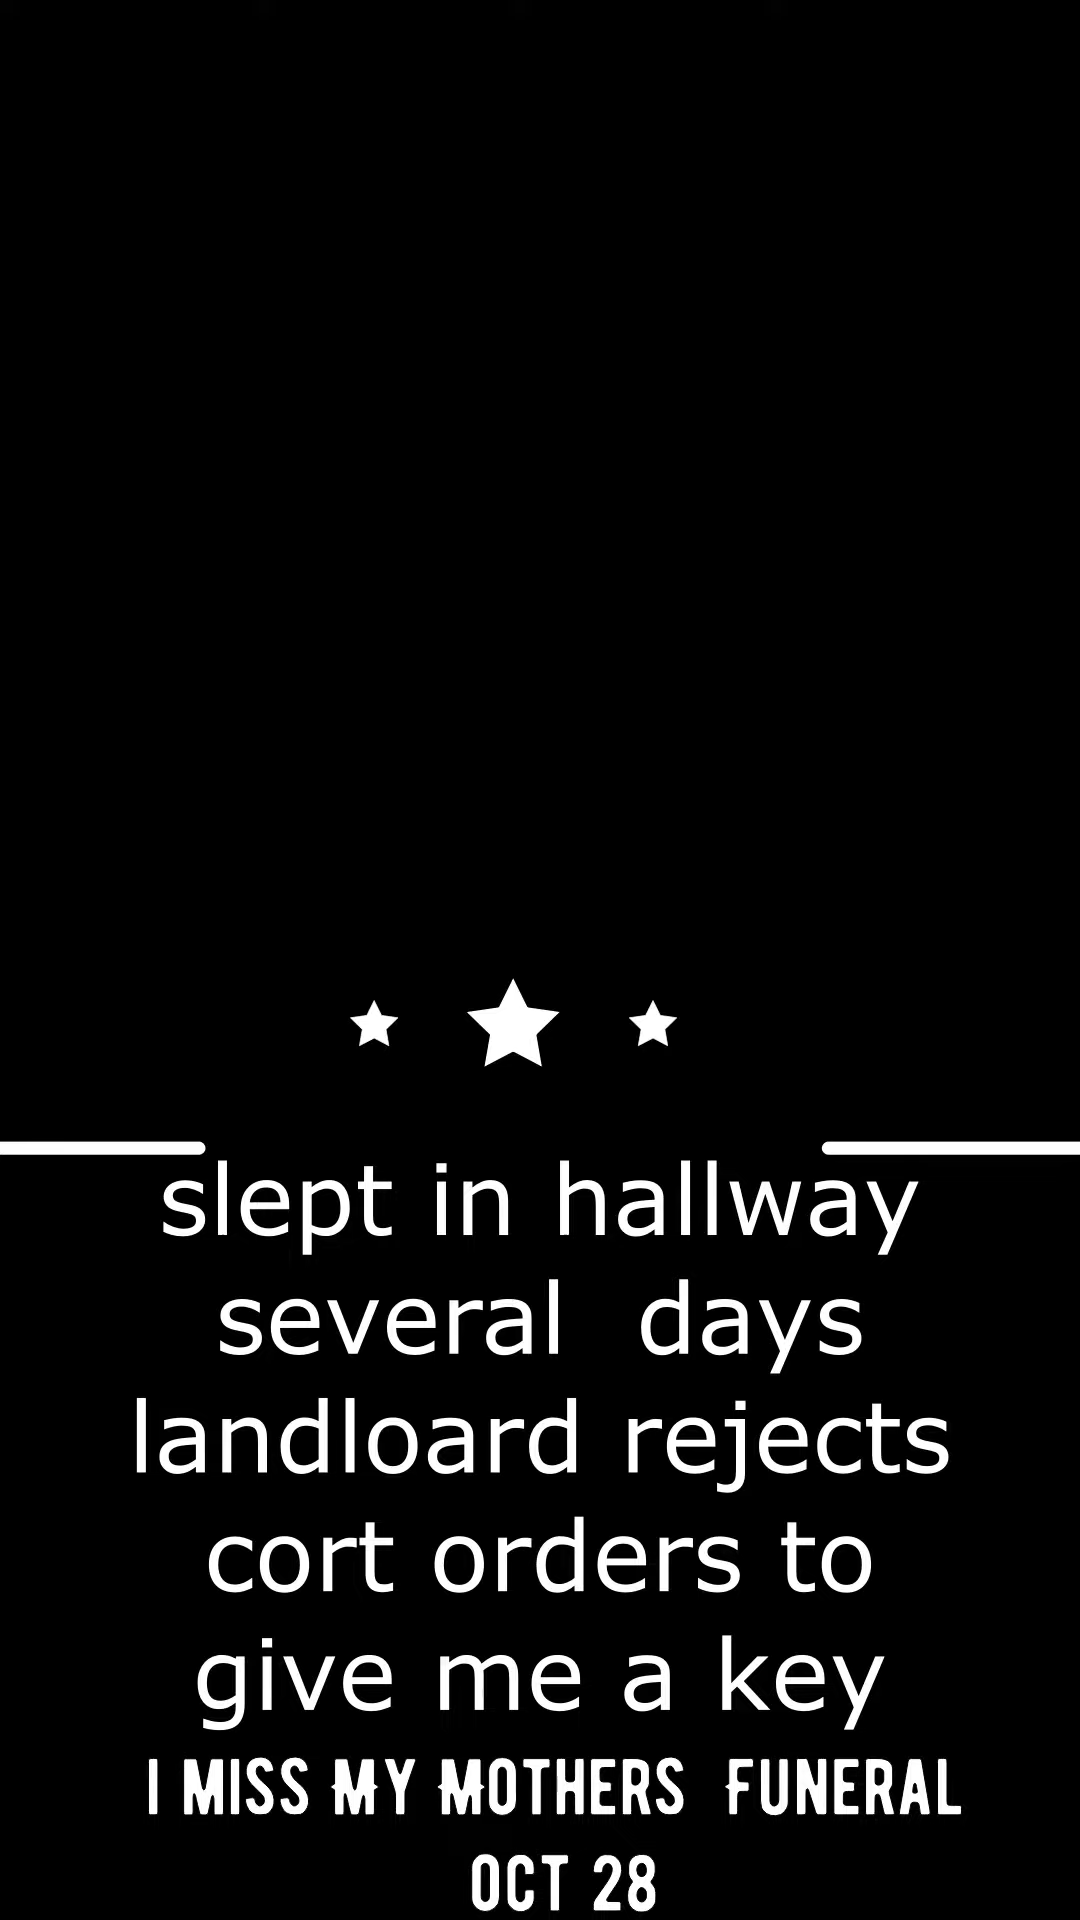 slept in hallway
several  days
landloard rejects
cort orders to
give me a key
I MISS MY MOTHERS  FUNERAL
OCT 28